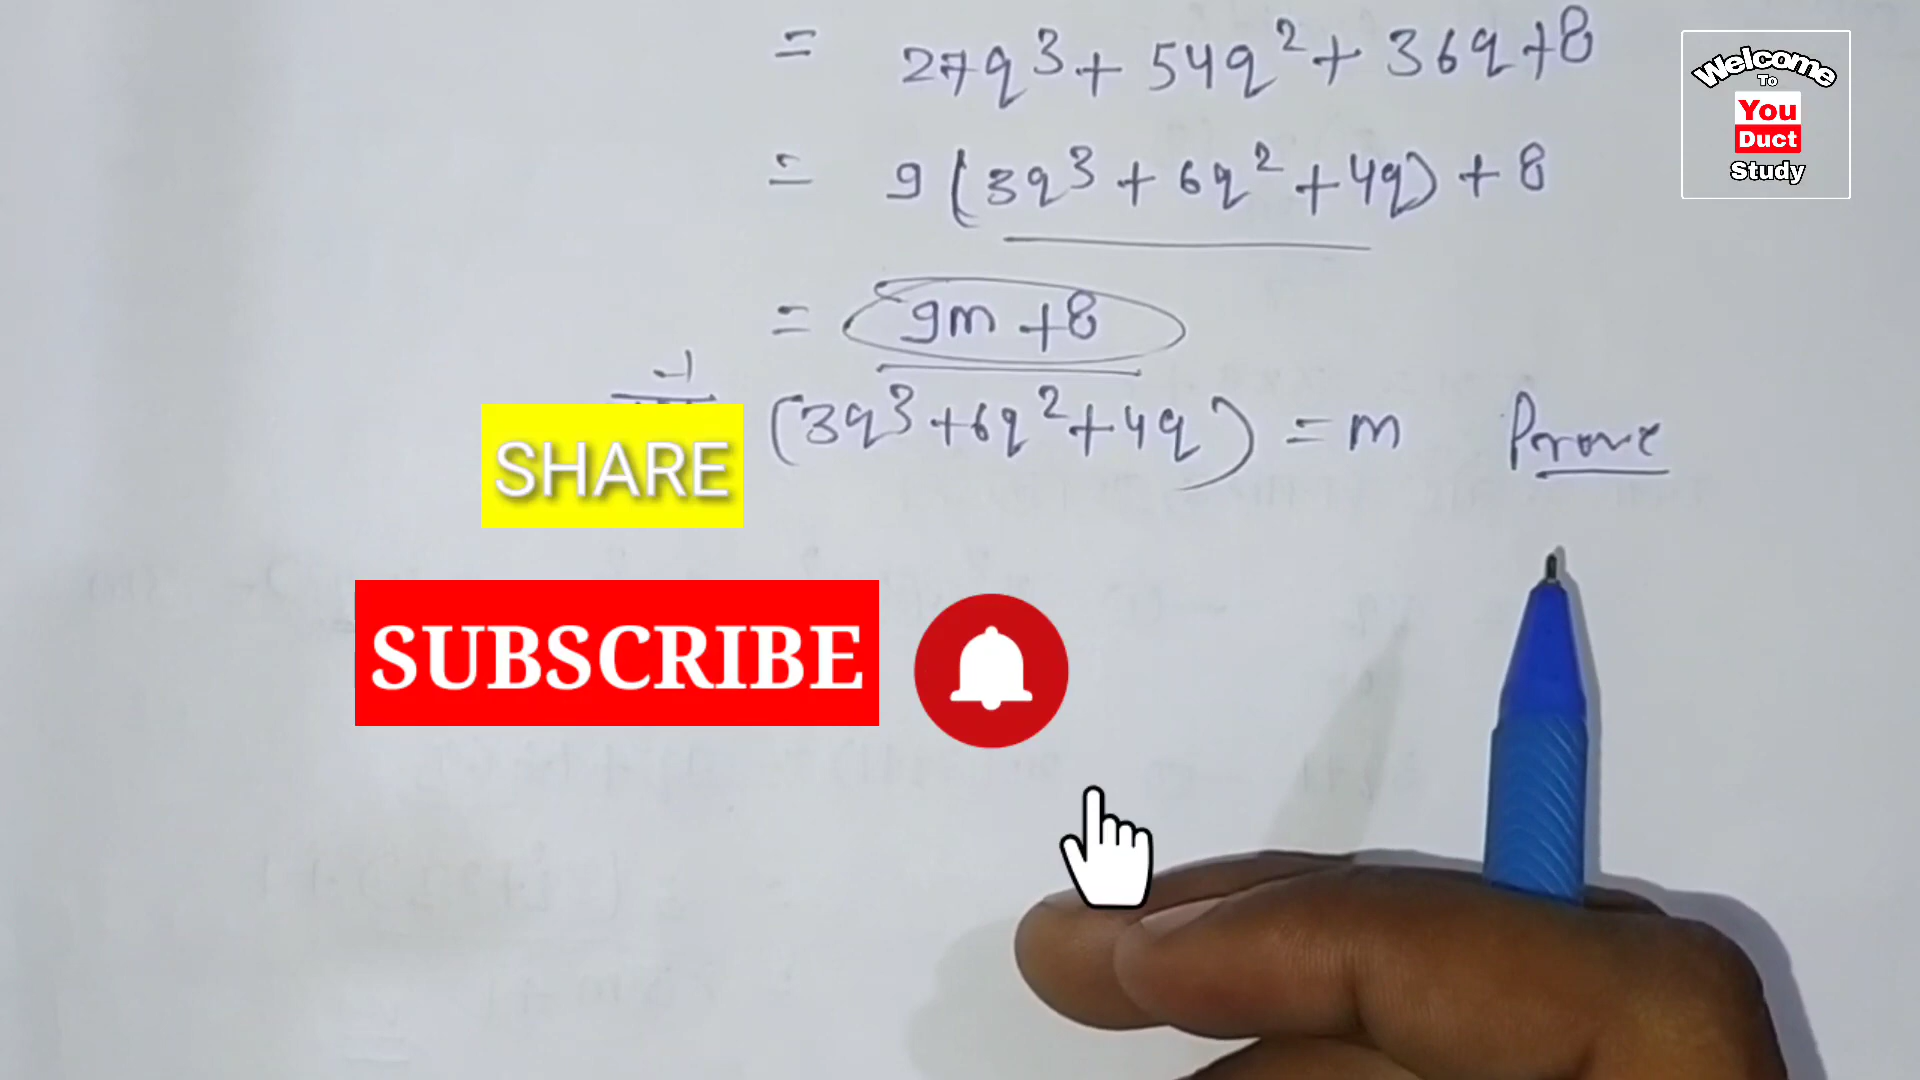 = 27q³ + 54q² + 36q + 8
= 9(3q³ + 6q² + 4q) + 8
= 9m + 8
(3q³ + 6q² + 4q) = m Prove
SHARE
SUBSCRIBE
Welcome
To
You
Duct
Study